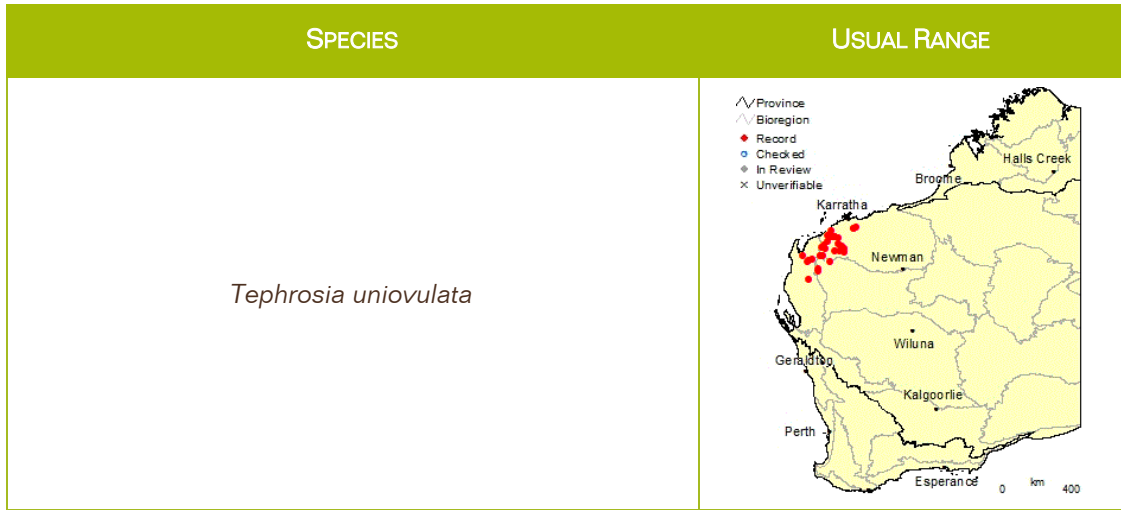 SPECIES
USUAL RANGE
Tephrosia uniovulata
Province
Bioregion
Record
Checked
In Review
Unverifiable
Halls Creek
Broome
Karratha
Newman
Wiluna
Geraldton
Kalgoorlie
Perth
Esperance
0 km 400